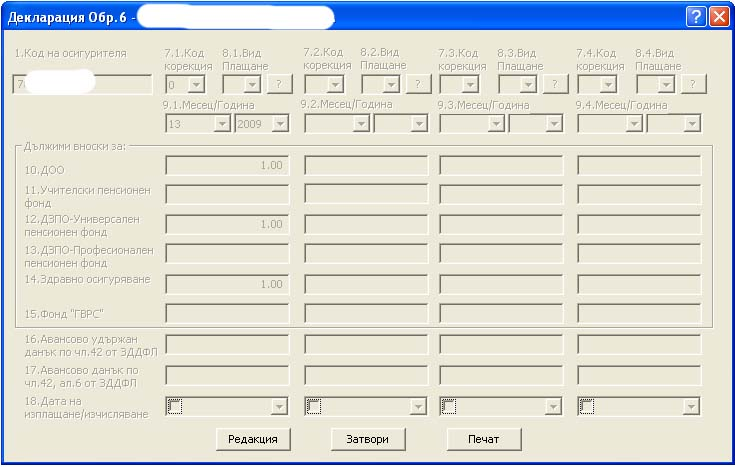 Декларация Обр.6 -
1.Код на осигурителя
7.1.Код корекция 8.1.Вид Плащане 7.2.Код корекция 8.2.Вид Плащане 7.3.Код корекция 8.3.Вид Плащане 7.4.Код корекция 8.4.Вид Плащане
7 0 ? ? ? ?
9.1.Месец/Година 9.2.Месец/Година 9.3.Месец/Година 9.4.Месец/Година
13 2009
Дължими вноски за:
10.ДОО 1.00
11.Учителски пенсионен
фонд
12.ДЗПО-Универсален
пенсионен фонд 1.00
13.ДЗПО-Професионален
пенсионен фонд
14.Здравно осигуряване 1.00
15.Фонд "ГВРС"
16.Авансово удържан
данък по чл.42 от ЗДДФЛ
17.Авансово данък по
чл.42, ал.6 от ЗДДФЛ
18.Дата на
изплащане/изчисляване
Редакция Затвори Печат